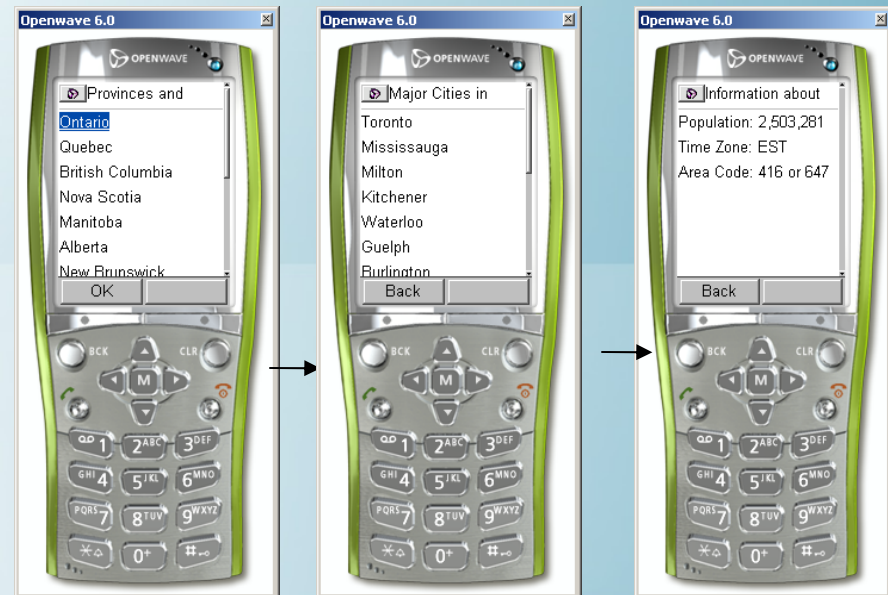 Openwave 6.0
OPENWAVE
Provinces and
Ontario
Quebec
British Columbia
Nova Scotia
Manitoba
Alberta
New Brunswick
OK
BCK CLR
M
1 2ABC 3DEF
GHI4 5JKL 6MNO
PQRS7 8TUV 9WXYZ
0+ #
Openwave 6.0
OPENWAVE
Major Cities in
Toronto
Mississauga
Milton
Kitchener
Waterloo
Guelph
Burlington
Back
BCK CLR
M
1 2ABC 3DEF
GHI4 5JKL 6MNO
PQRS7 8TUV 9WXYZ
0+ #
Openwave 6.0
OPENWAVE
Information about
Population: 2,503,281
Time Zone: EST
Area Code: 416 or 647
Back
BCK CLR
M
1 2ABC 3DEF
GHI4 5JKL 6MNO
PQRS7 8TUV 9WXYZ
0+ #